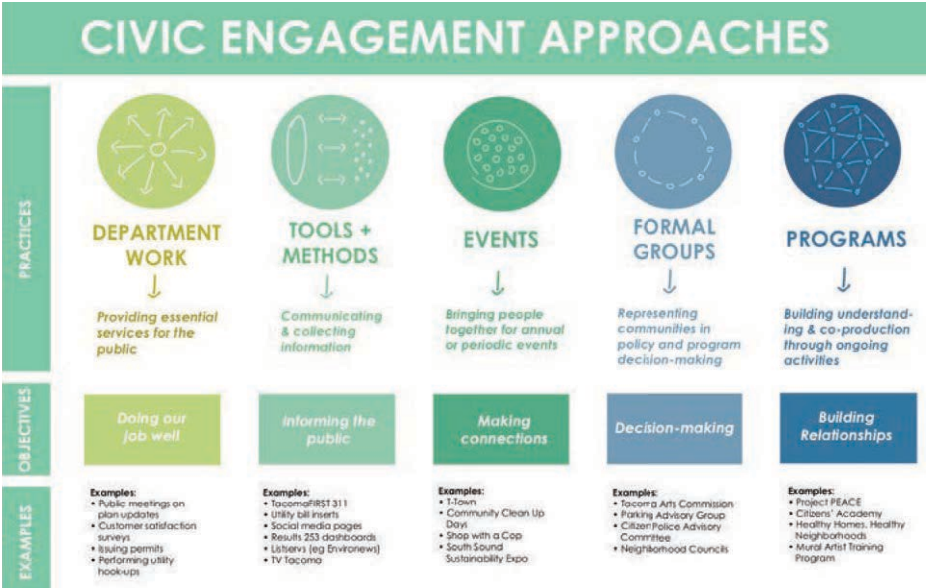 CIVIC ENGAGEMENT APPROACHES
PRACTICES
DEPARTMENT
WORK
Providing essential
services for the
public
TOOLS +
METHODS
Communicating
& collecting
information
EVENTS
Bringing people
together for annual
or periodic events
FORMAL
GROUPS
Representing
communities in
policy and program
decision-making
PROGRAMS
Building understand-
ing & co-production
through ongoing
activities
OBJECTIVES
Doing our
job well
Informing the
public
Making
connections
Decision-making
Building
Relationships
EXAMPLES
Examples:
• Public meetings on
plan updates
• Customer satisfaction
surveys
• Issuing permits
• Performing utility
hook-ups
Examples:
• TacomaFIRST 311
• Utility bill inserts
• Social media pages
• Results 253 dashboards
• Listservs (eg Environews)
• TV Tacoma
Examples:
• T-Town
• Community Clean Up
Days
• Shop with a Cop
• South Sound
Sustainability Expo
Examples:
• Tacoma Arts Commission
• Parking Advisory Group
• Citizen Police Advisory
Committee
• Neighborhood Councils
Examples:
• Project PEACE
• Citizens' Academy
• Healthy Homes, Healthy
Neighborhoods
• Mural Artist Training
Program